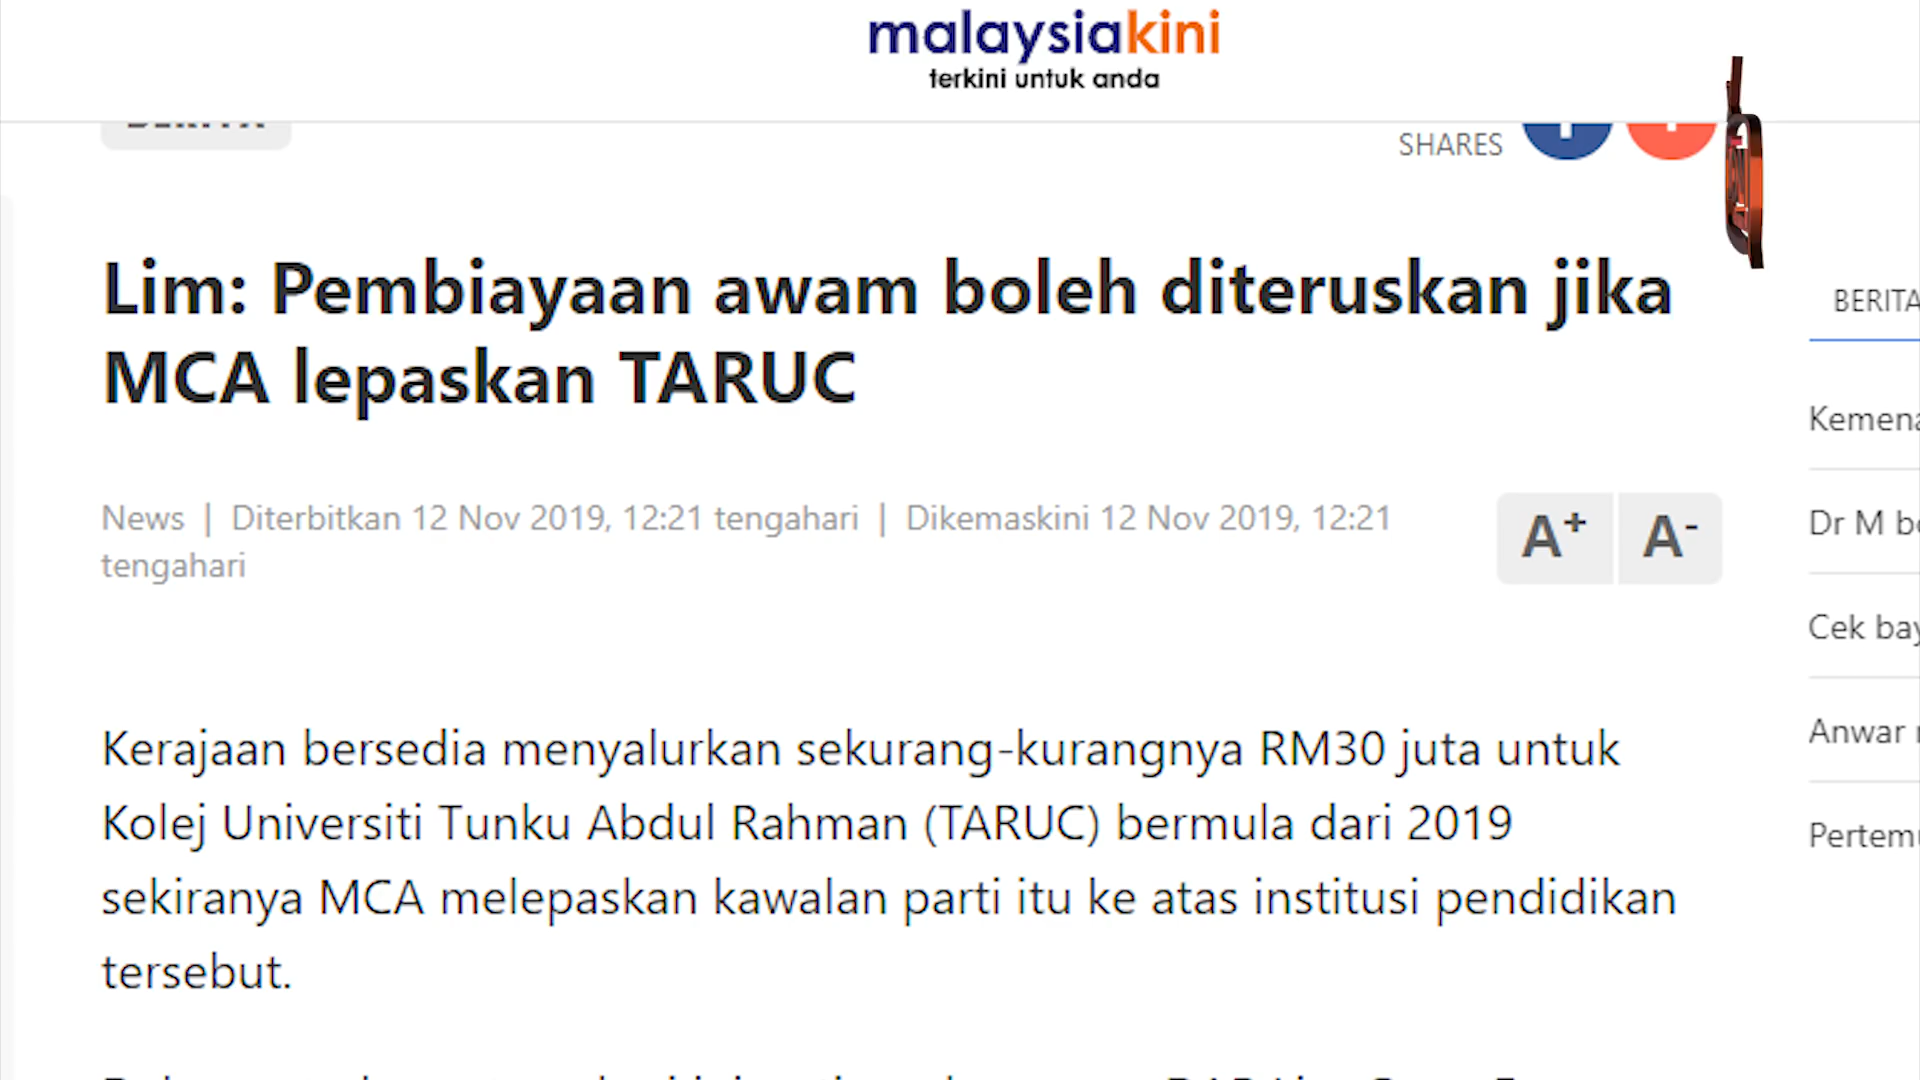 malaysiakini
terkini untuk anda
SHARES
Lim: Pembiayaan awam boleh diteruskan jika
MCA lepaskan TARUC
News | Diterbitkan 12 Nov 2019, 12:21 tengahari | Dikemaskini 12 Nov 2019, 12:21
tengahari
A+ A-
Kerajaan bersedia menyalurkan sekurang-kurangnya RM30 juta untuk
Kolej Universiti Tunku Abdul Rahman (TARUC) bermula dari 2019
sekiranya MCA melepaskan kawalan parti itu ke atas institusi pendidikan
tersebut.
BERITA
Dr M
Cek
Anwar